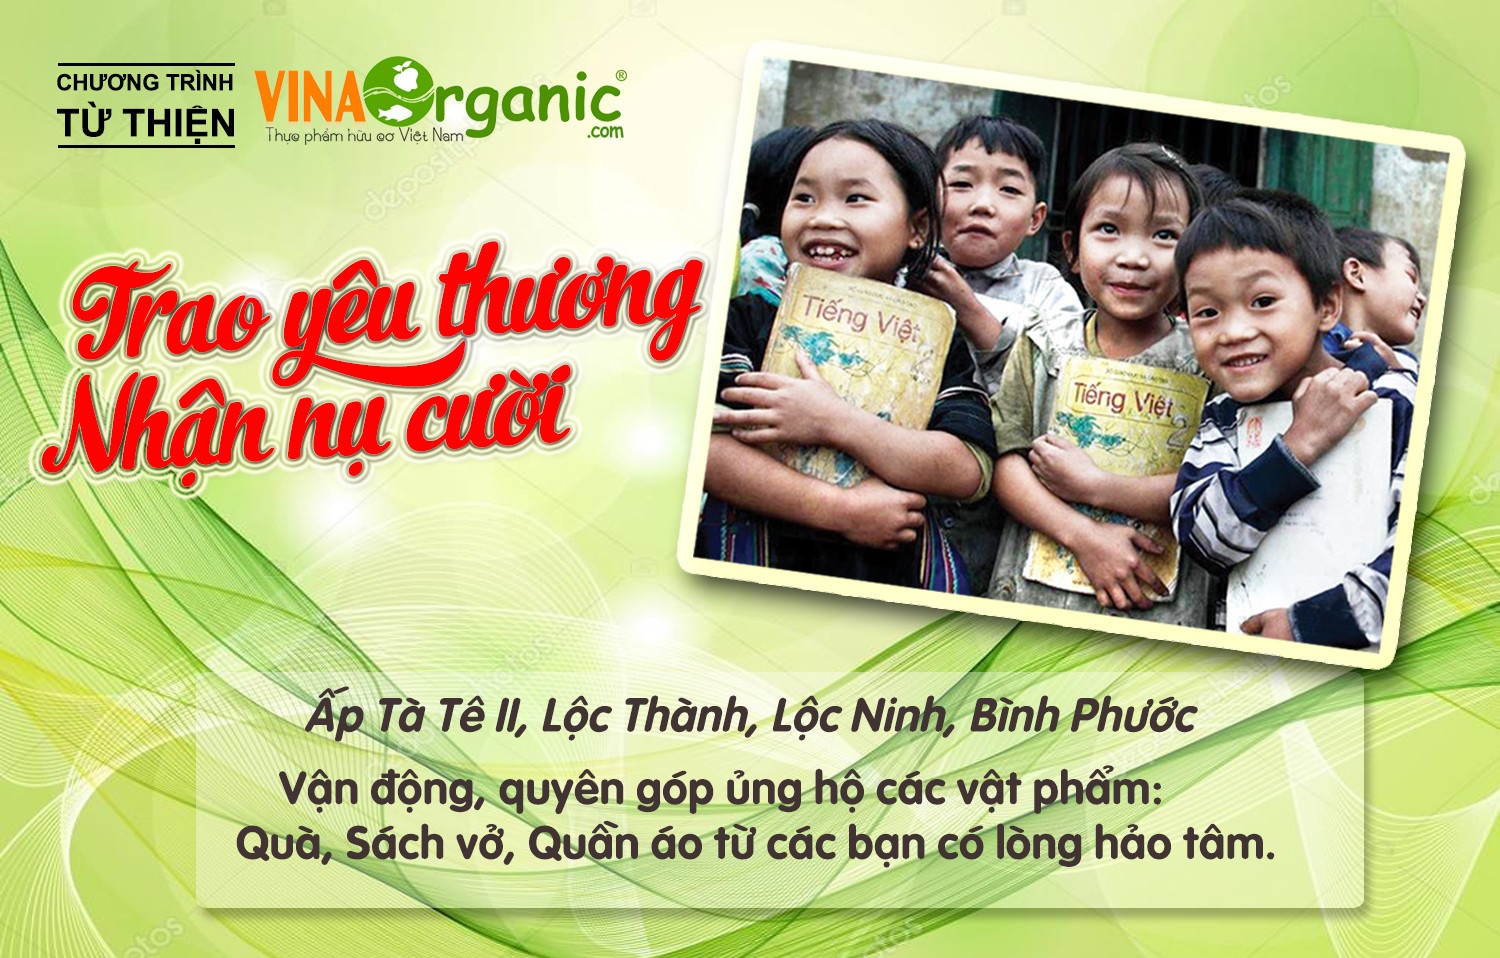 CHƯƠNG TRÌNH
TỪ THIỆN
VINAOrganic®
.com
Thực phẩm hữu cơ Việt Nam
Trao yêu thương
Nhận nụ cười
Tiếng Việt
Tiếng Việt
2
Ấp Tà Tê II, Lộc Thành, Lộc Ninh, Bình Phước
Vận động, quyên góp ủng hộ các vật phẩm:
Quà, Sách vở, Quần áo từ các bạn có lòng hảo tâm.
depositphotos